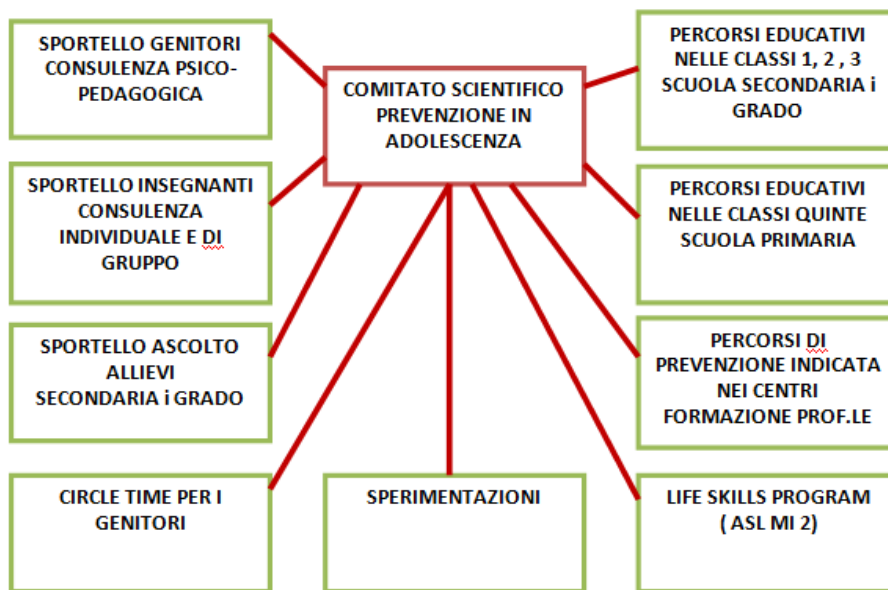 SPORTELLO GENITORI
CONSULENZA PSICO-
PEDAGOGICA
COMITATO SCIENTIFICO
PREVENZIONE IN
ADOLESCENZA
PERCORSI EDUCATIVI
NELLE CLASSI 1, 2 , 3
SCUOLA SECONDARIA i
GRADO
SPORTELLO INSEGNANTI
CONSULENZA
INDIVIDUALE E DI
GRUPPO
PERCORSI EDUCATIVI
NELLE CLASSI QUINTE
SCUOLA PRIMARIA
SPORTELLO ASCOLTO
ALLIEVI
SECONDARIA i GRADO
PERCORSI DI
PREVENZIONE INDICATA
NEI CENTRI
FORMAZIONE PROF.LE
CIRCLE TIME PER I
GENITORI
SPERIMENTAZIONI
LIFE SKILLS PROGRAM
( ASL MI 2)